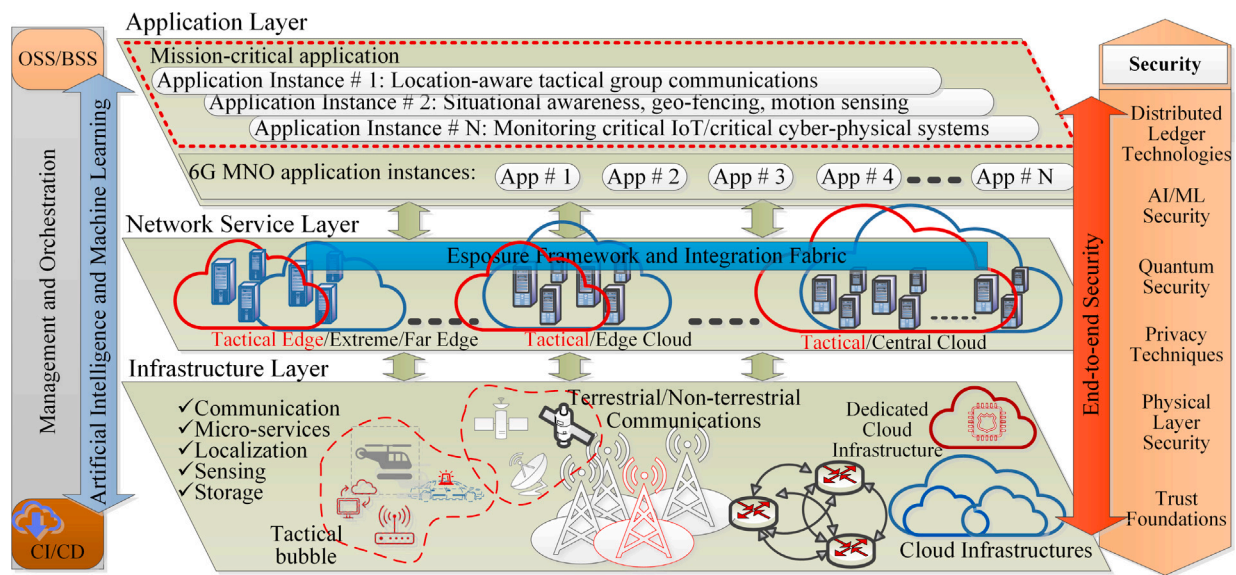 Application Layer
OSS/BSS
Management and Orchestration
Artificial Intelligence and Machine Learning
CI/CD
Mission-critical application
Application Instance # 1: Location-aware tactical group communications
Application Instance # 2: Situational awareness, geo-fencing, motion sensing
Application Instance # N: Monitoring critical IoT/critical cyber-physical systems
6G MNO application instances:
App # 1
App # 2
App # 3
App # 4
App # N
Network Service Layer
Esposure Framework and Integration Fabric
Tactical Edge/Extreme/Far Edge
Tactical/Edge Cloud
Tactical/Central Cloud
Infrastructure Layer
✓Communication
✓Micro-services
✓Localization
✓Sensing
✓Storage
Tactical
bubble
Terrestrial/Non-terrestrial
Communications
Dedicated
Cloud
Infrastructure
Cloud Infrastructures
End-to-end Security
Security
Distributed
Ledger
Technologies
AI/ML
Security
Quantum
Security
Privacy
Techniques
Physical
Layer
Security
Trust
Foundations